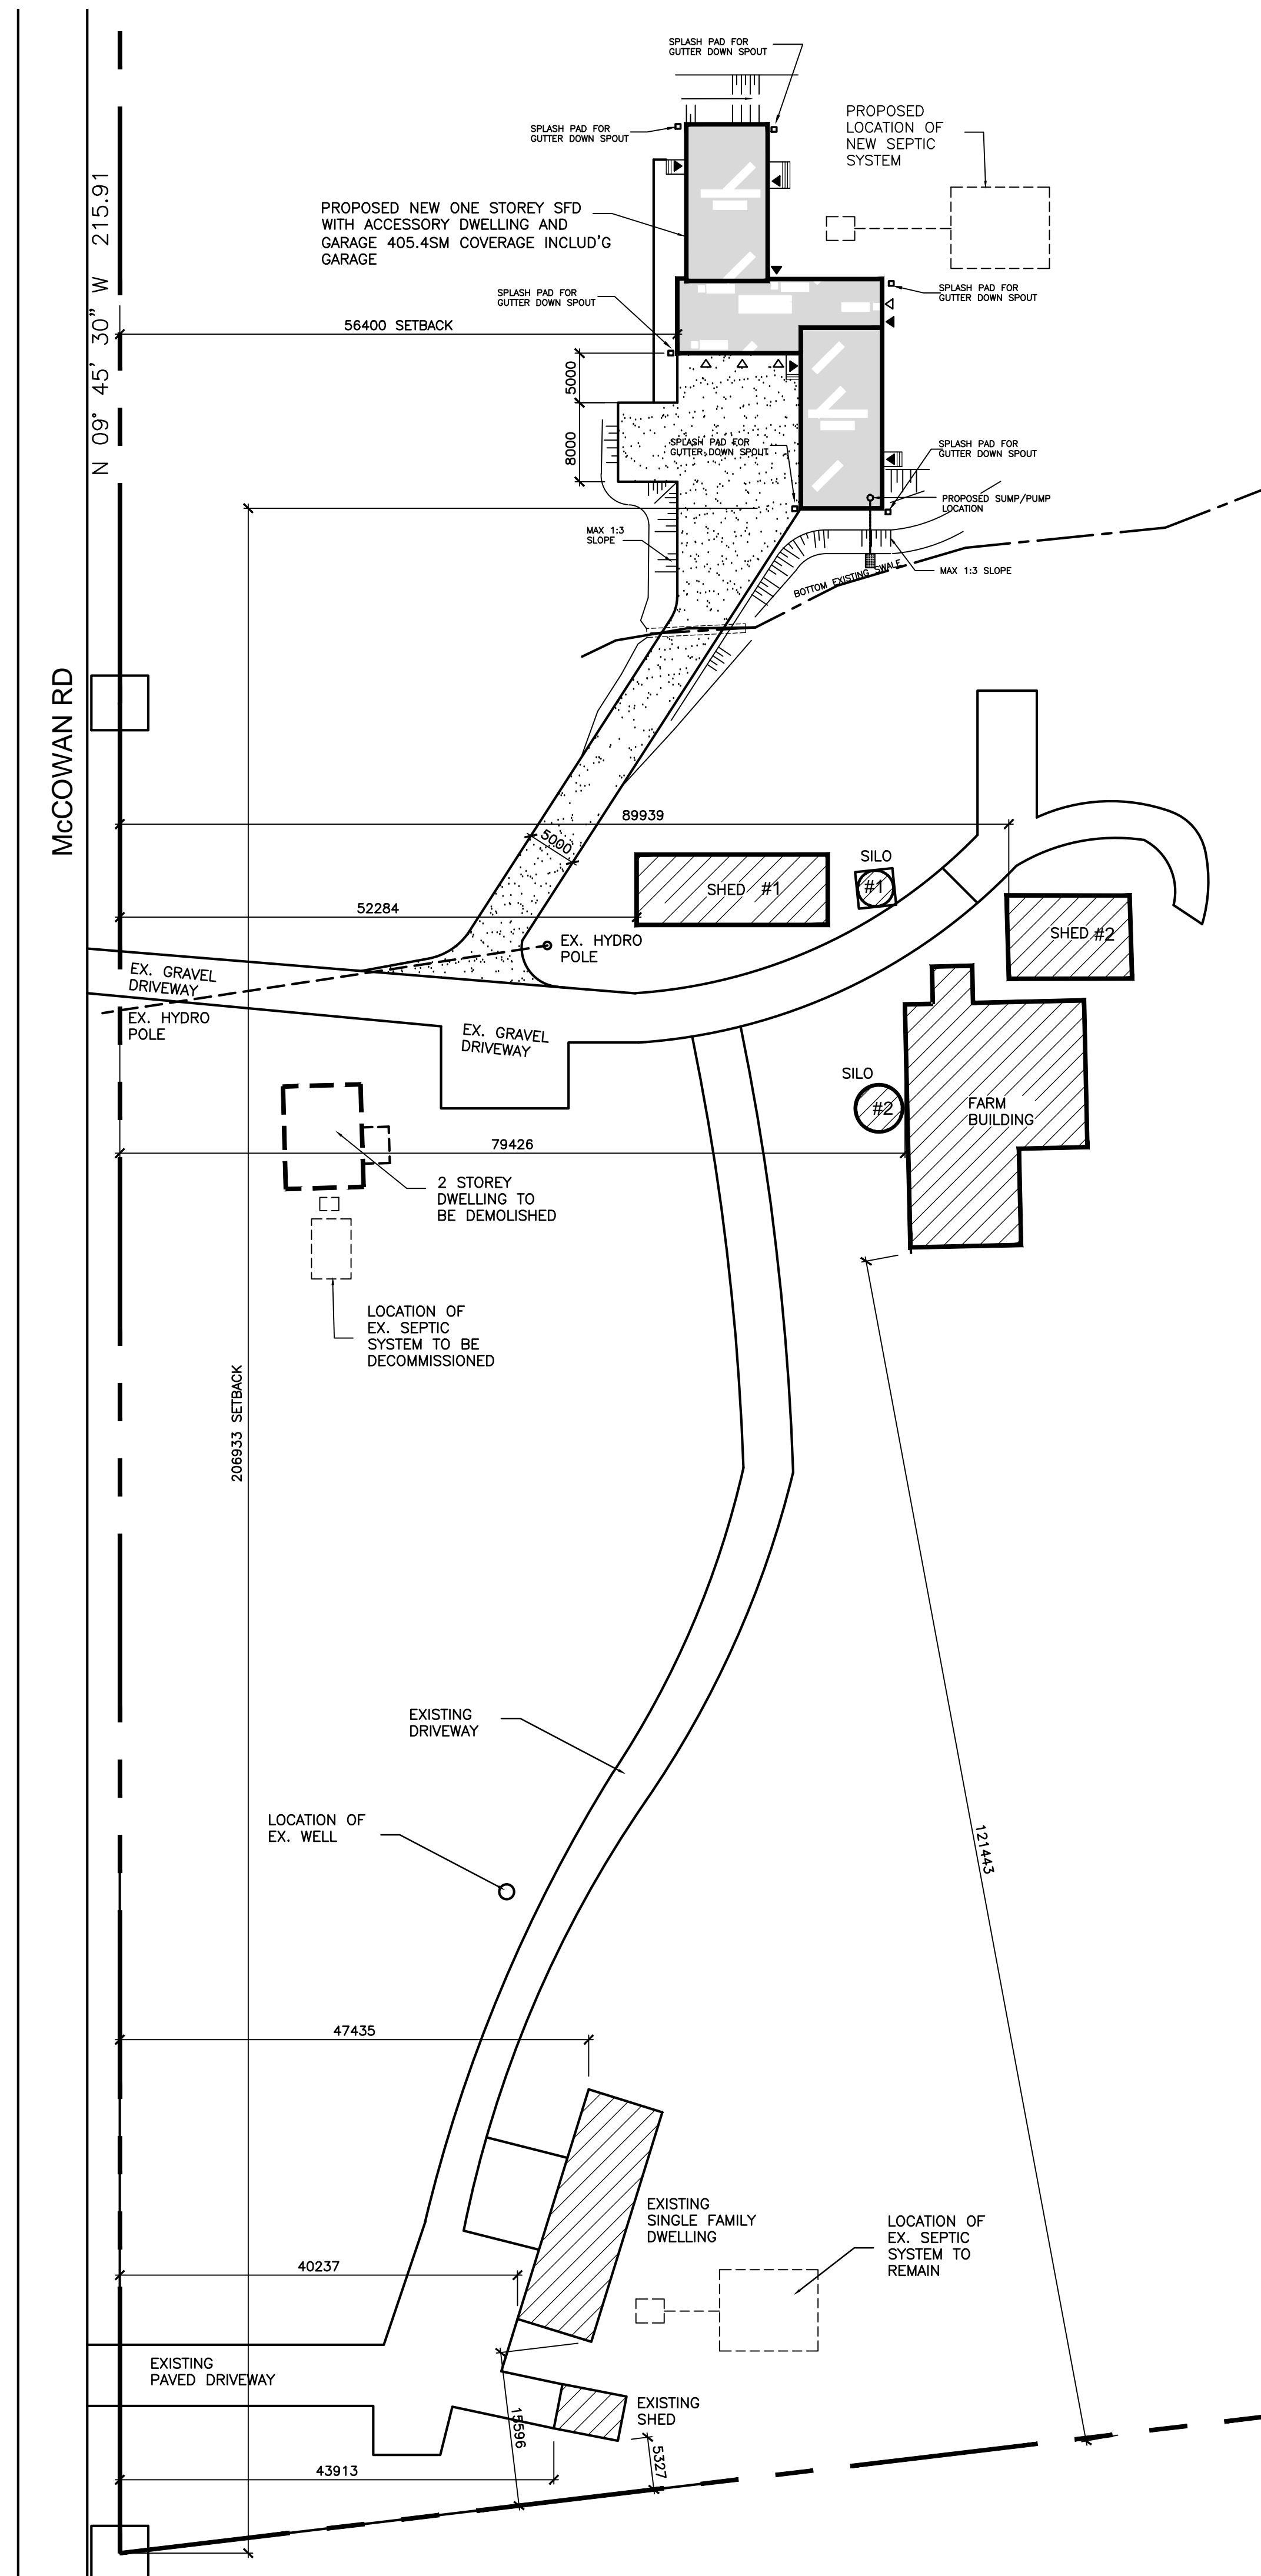 SPLASH PAD FOR
GUTTER DOWN SPOUT
SPLASH PAD FOR
GUTTER DOWN SPOUT
PROPOSED
LOCATION OF
NEW SEPTIC
SYSTEM
N 09° 45' 30" W 215.91
PROPOSED NEW ONE STOREY SFD
WITH ACCESSORY DWELLING AND
GARAGE 405.4SM COVERAGE INCLUD'G
GARAGE
SPLASH PAD FOR
GUTTER DOWN SPOUT
SPLASH PAD FOR
GUTTER DOWN SPOUT
56400 SETBACK
5000
8000
SPLASH PAD FOR
GUTTER DOWN SPOUT
SPLASH PAD FOR
GUTTER DOWN SPOUT
PROPOSED SUMP/PUMP
LOCATION
MAX 1:3
SLOPE
BOTTOM EXISTING SWALE
MAX 1:3 SLOPE
McCOWAN RD
89939
5000
SILO
#1
SHED #1
52284
SHED #2
EX. HYDRO
POLE
EX. GRAVEL
DRIVEWAY
EX. HYDRO
POLE
EX. GRAVEL
DRIVEWAY
SILO
#2
FARM
BUILDING
79426
2 STOREY
DWELLING TO
BE DEMOLISHED
LOCATION OF
EX. SEPTIC
SYSTEM TO BE
DECOMMISSIONED
206933 SETBACK
EXISTING
DRIVEWAY
LOCATION OF
EX. WELL
121443
47435
EXISTING
SINGLE FAMILY
DWELLING
LOCATION OF
EX. SEPTIC
SYSTEM TO
REMAIN
40237
EXISTING
PAVED DRIVEWAY
EXISTING
SHED
15596
5327
43913